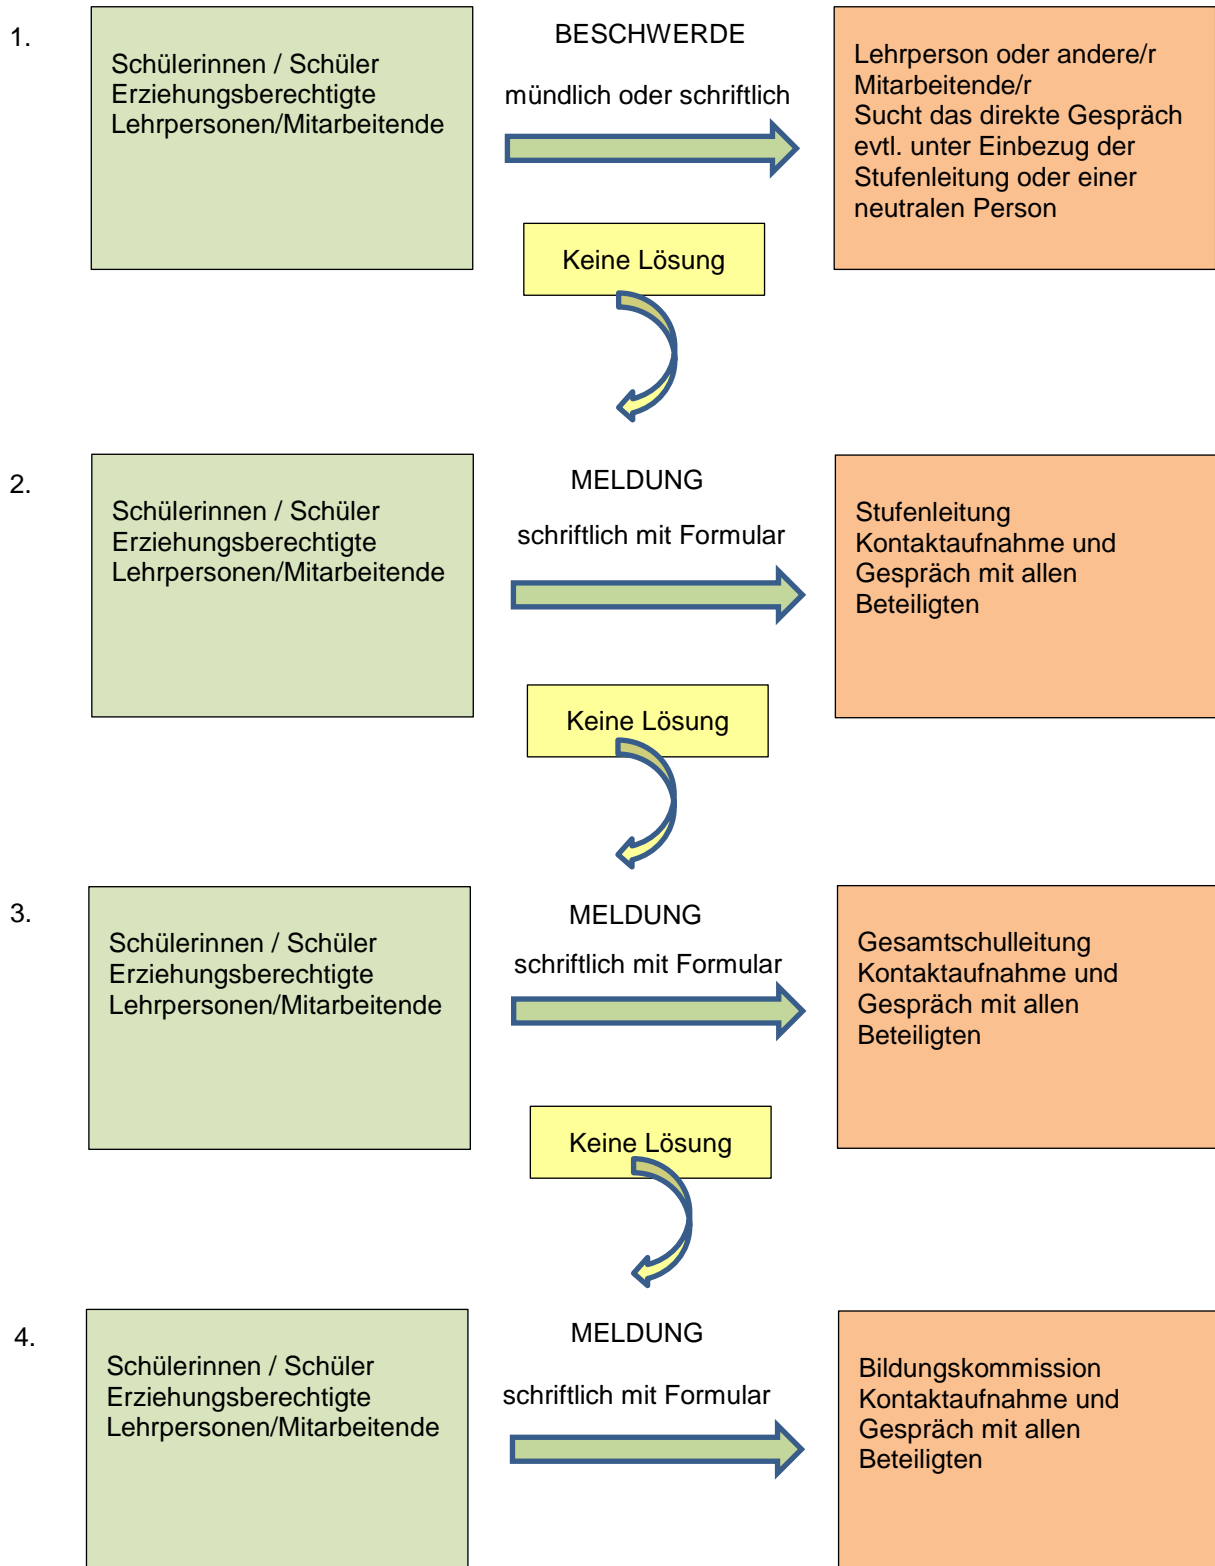 1.
Schülerinnen / Schüler
Erziehungsberechtigte
Lehrpersonen/Mitarbeitende
BESCHWERDE
mündlich oder schriftlich
Lehrperson oder andere/r
Mitarbeitende/r
Sucht das direkte Gespräch
evtl. unter Einbezug der
Stufenleitung oder einer
neutralen Person
Keine Lösung
2.
Schülerinnen / Schüler
Erziehungsberechtigte
Lehrpersonen/Mitarbeitende
MELDUNG
schriftlich mit Formular
Stufenleitung
Kontaktaufnahme und
Gespräch mit allen
Beteiligten
Keine Lösung
3.
Schülerinnen / Schüler
Erziehungsberechtigte
Lehrpersonen/Mitarbeitende
MELDUNG
schriftlich mit Formular
Gesamtschulleitung
Kontaktaufnahme und
Gespräch mit allen
Beteiligten
Keine Lösung
4.
Schülerinnen / Schüler
Erziehungsberechtigte
Lehrpersonen/Mitarbeitende
MELDUNG
schriftlich mit Formular
Bildungskommission
Kontaktaufnahme und
Gespräch mit allen
Beteiligten